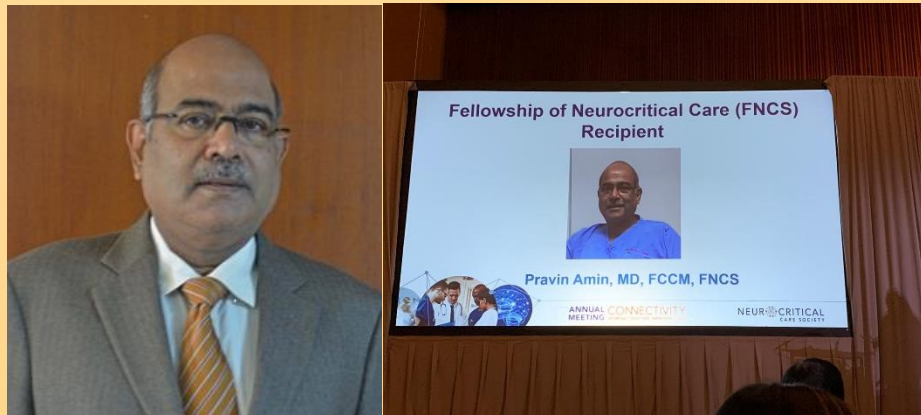 Fellowship of Neurocritical Care (FNCS)
Recipient
Pravin Amin, MD, FCCM, FNCS
ANNUAL
MEETING
CONNECTIVITY
NEUROCRITICAL
CARE SOCIETY